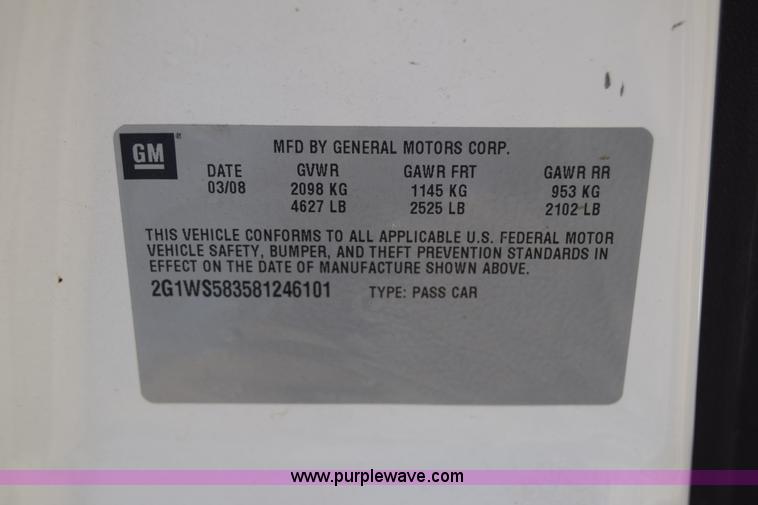 GM
MFD BY GENERAL MOTORS CORP.
DATE GVWR GAWR FRT GAWR RR
03/08 2098 KG 1145 KG 953 KG
4627 LB 2525 LB 2102 LB
THIS VEHICLE CONFORMS TO ALL APPLICABLE U.S. FEDERAL MOTOR
VEHICLE SAFETY, BUMPER, AND THEFT PREVENTION STANDARDS IN
EFFECT ON THE DATE OF MANUFACTURE SHOWN ABOVE.
2G1WS583581246101 TYPE: PASS CAR
www.purplewave.com